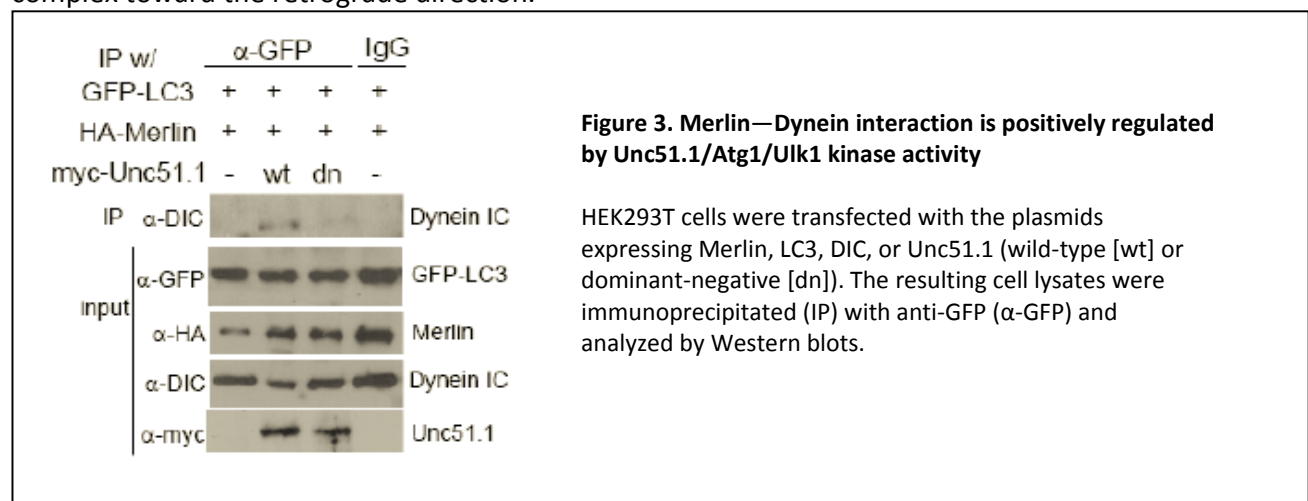 complex toward the retrograde direction.
IP w/ α-GFP IgG
GFP-LC3 + + + +
HA-Merlin + + + +
myc-Unc51.1 - wt dn -
IP α-DIC Dynein IC
α-GFP GFP-LC3
Input
α-HA Merlin
α-DIC Dynein IC
α-myc Unc51.1
Figure 3. Merlin—Dynein interaction is positively regulated
by Unc51.1/Atg1/Ulk1 kinase activity
HEK293T cells were transfected with the plasmids
expressing Merlin, LC3, DIC, or Unc51.1 (wild-type [wt] or
dominant-negative [dn]). The resulting cell lysates were
immunoprecipitated (IP) with anti-GFP (α-GFP) and
analyzed by Western blots.